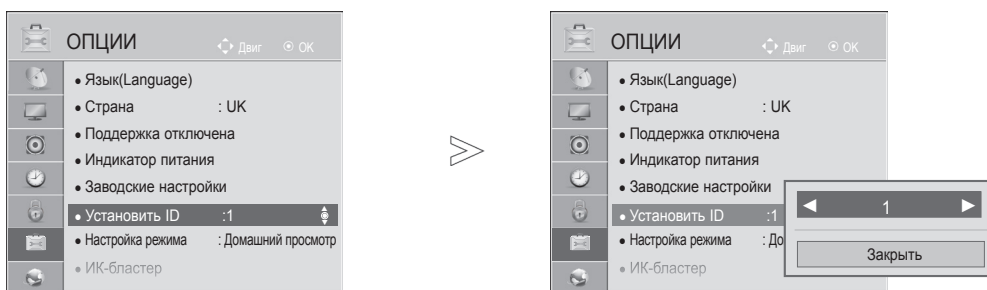 ОПЦИИ Двиг OK
• Язык(Language)
• Страна : UK
• Поддержка отключена
• Индикатор питания
• Заводские настройки
• Установить ID :1
• Настройка режима : Домашний просмотр
• ИК-бластер
ОПЦИИ Двиг OK
• Язык(Language)
• Страна : UK
• Поддержка отключена
• Индикатор питания
• Заводские настройки
• Установить ID :1
• Настройка режима : До
• ИК-бластер
◄ 1 ►
Закрыть